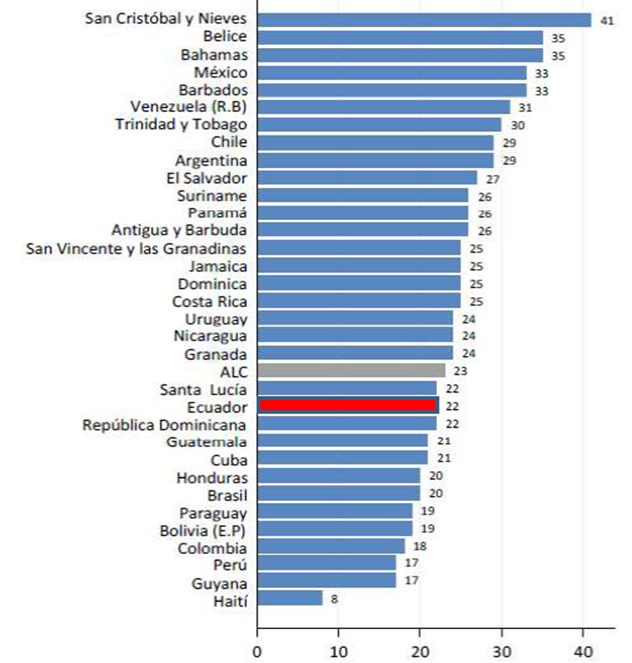 San Cristóbal y Nieves 41
Belice 35
Bahamas 35
México 33
Barbados 33
Venezuela (R.B) 31
Trinidad y Tobago 30
Chile 29
Argentina 29
El Salvador 27
Suriname 26
Panamá 26
Antigua y Barbuda 26
San Vincente y las Granadinas 25
Jamaica 25
Dominica 25
Costa Rica 25
Uruguay 24
Nicaragua 24
Granada 24
ALC 23
Santa Lucía 22
Ecuador 22
República Dominicana 22
Guatemala 21
Cuba 21
Honduras 20
Brasil 20
Paraguay 19
Bolivia (E.P) 19
Colombia 18
Perú 17
Guyana 17
Haití 8
0 10 20 30 40